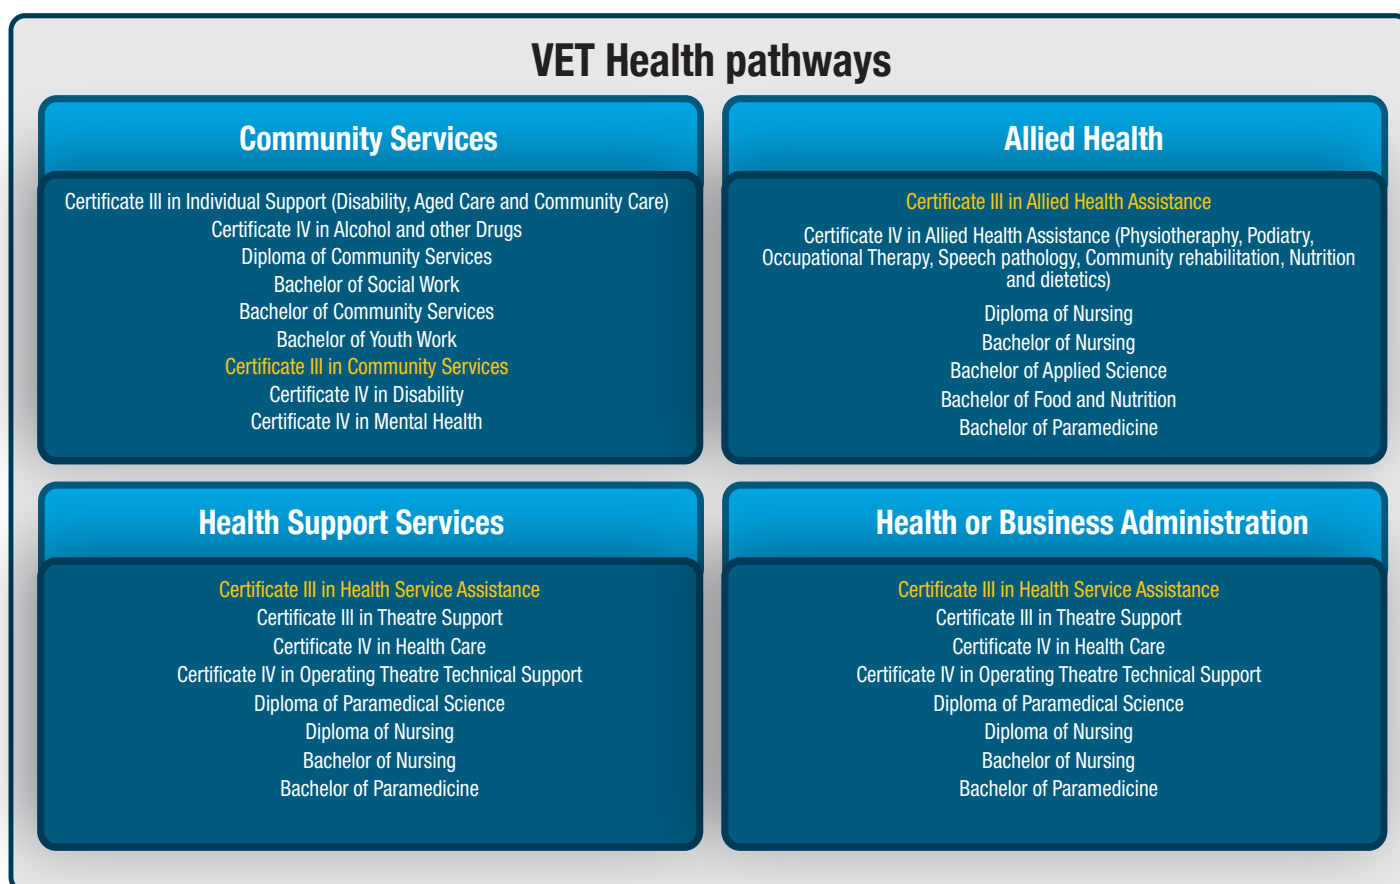 VET Health pathways
Community Services
Certificate III in Individual Support (Disability, Aged Care and Community Care)
Certificate IV in Alcohol and other Drugs
Diploma of Community Services
Bachelor of Social Work
Bachelor of Community Services
Bachelor of Youth Work
Certificate III in Community Services
Certificate IV in Disability
Certificate IV in Mental Health
Allied Health
Certificate III in Allied Health Assistance
Certificate IV in Allied Health Assistance (Physiotheraphy, Podiatry,
Occupational Therapy, Speech pathology, Community rehabilitation, Nutrition
and dietetics)
Diploma of Nursing
Bachelor of Nursing
Bachelor of Applied Science
Bachelor of Food and Nutrition
Bachelor of Paramedicine
Health Support Services
Certificate III in Health Service Assistance
Certificate III in Theatre Support
Certificate IV in Health Care
Certificate IV in Operating Theatre Technical Support
Diploma of Paramedical Science
Diploma of Nursing
Bachelor of Nursing
Bachelor of Paramedicine
Health or Business Administration
Certificate III in Health Service Assistance
Certificate III in Theatre Support
Certificate IV in Health Care
Certificate IV in Operating Theatre Technical Support
Diploma of Paramedical Science
Diploma of Nursing
Bachelor of Nursing
Bachelor of Paramedicine